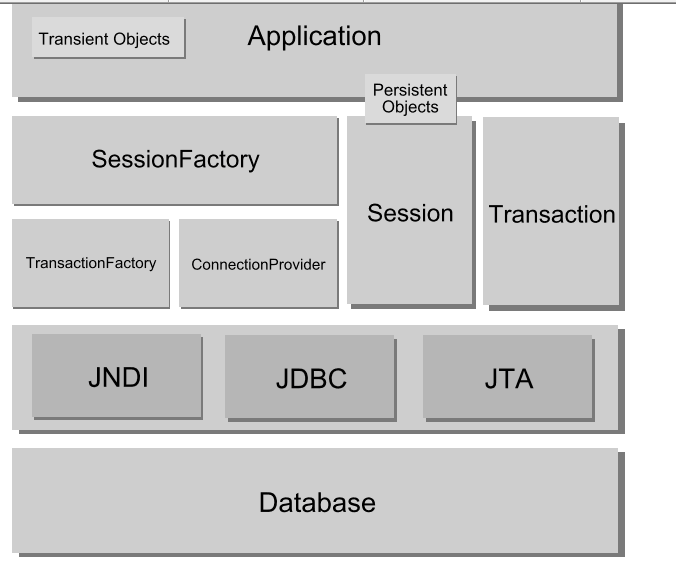 Transient Objects
Application
Persistent
Objects
SessionFactory
Session
Transaction
TransactionFactory
ConnectionProvider
JNDI
JDBC
JTA
Database